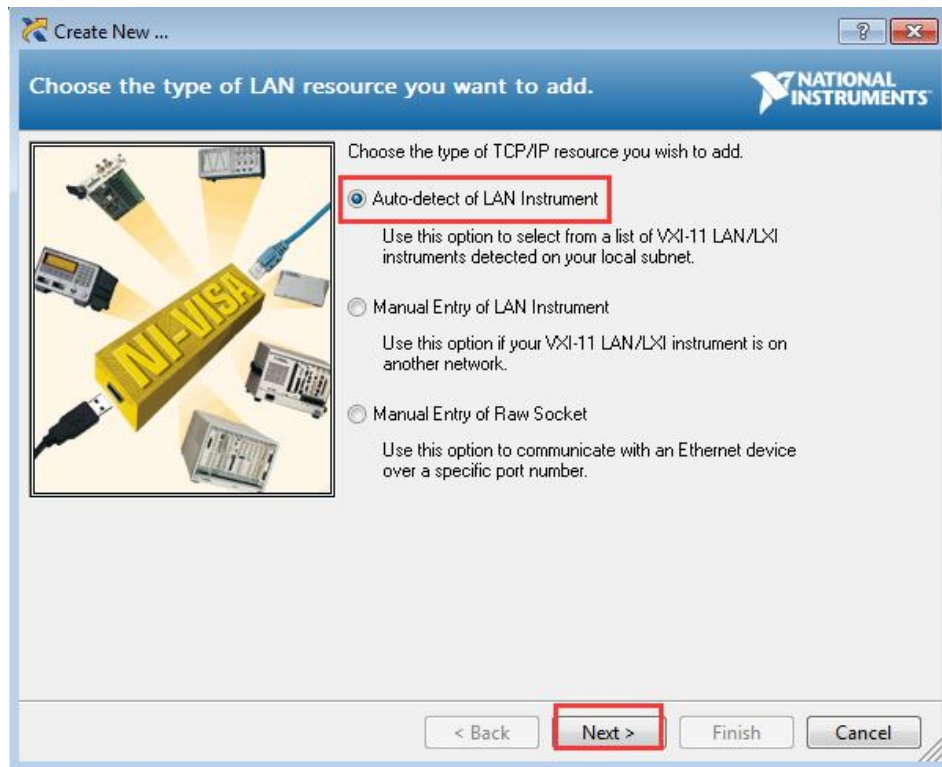 Create New ...
Choose the type of LAN resource you want to add.
NATIONAL
INSTRUMENTS
Choose the type of TCP/IP resource you wish to add.
Auto-detect of LAN Instrument
Use this option to select from a list of VXI-11 LAN/LXI
instruments detected on your local subnet.
Manual Entry of LAN Instrument
Use this option if your VXI-11 LAN/LXI instrument is on
another network.
Manual Entry of Raw Socket
Use this option to communicate with an Ethernet device
over a specific port number.
NI-VISA
< Back
Next >
Finish
Cancel